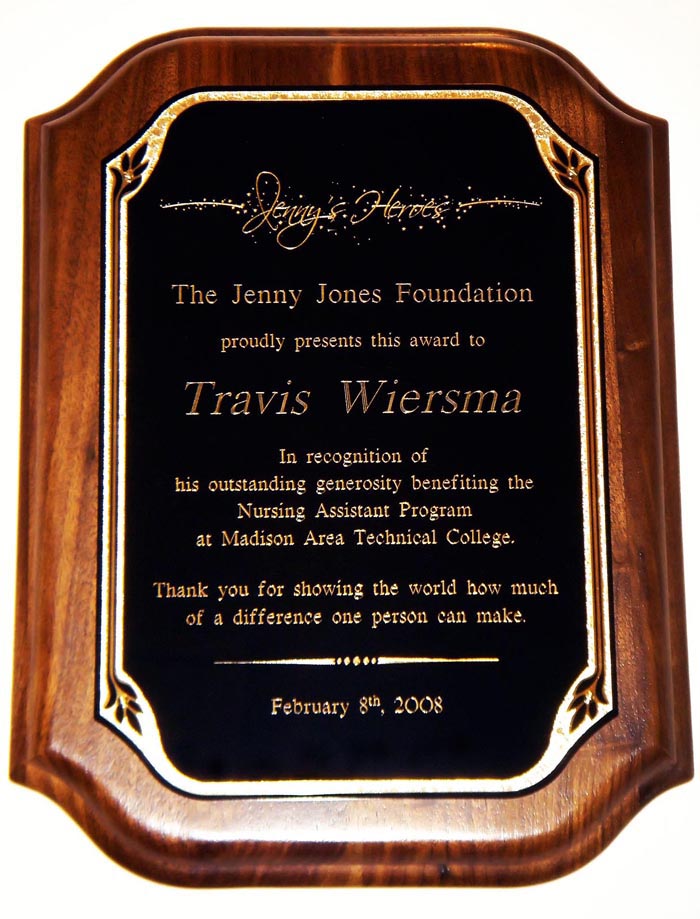 Jenny's Heroes
The Jenny Jones Foundation
proudly presents this award to
Travis Wiersma
In recognition of
his outstanding generosity benefiting the
Nursing Assistant Program
at Madison Area Technical College.
Thank you for showing the world how much
of a difference one person can make.
February 8th, 2008